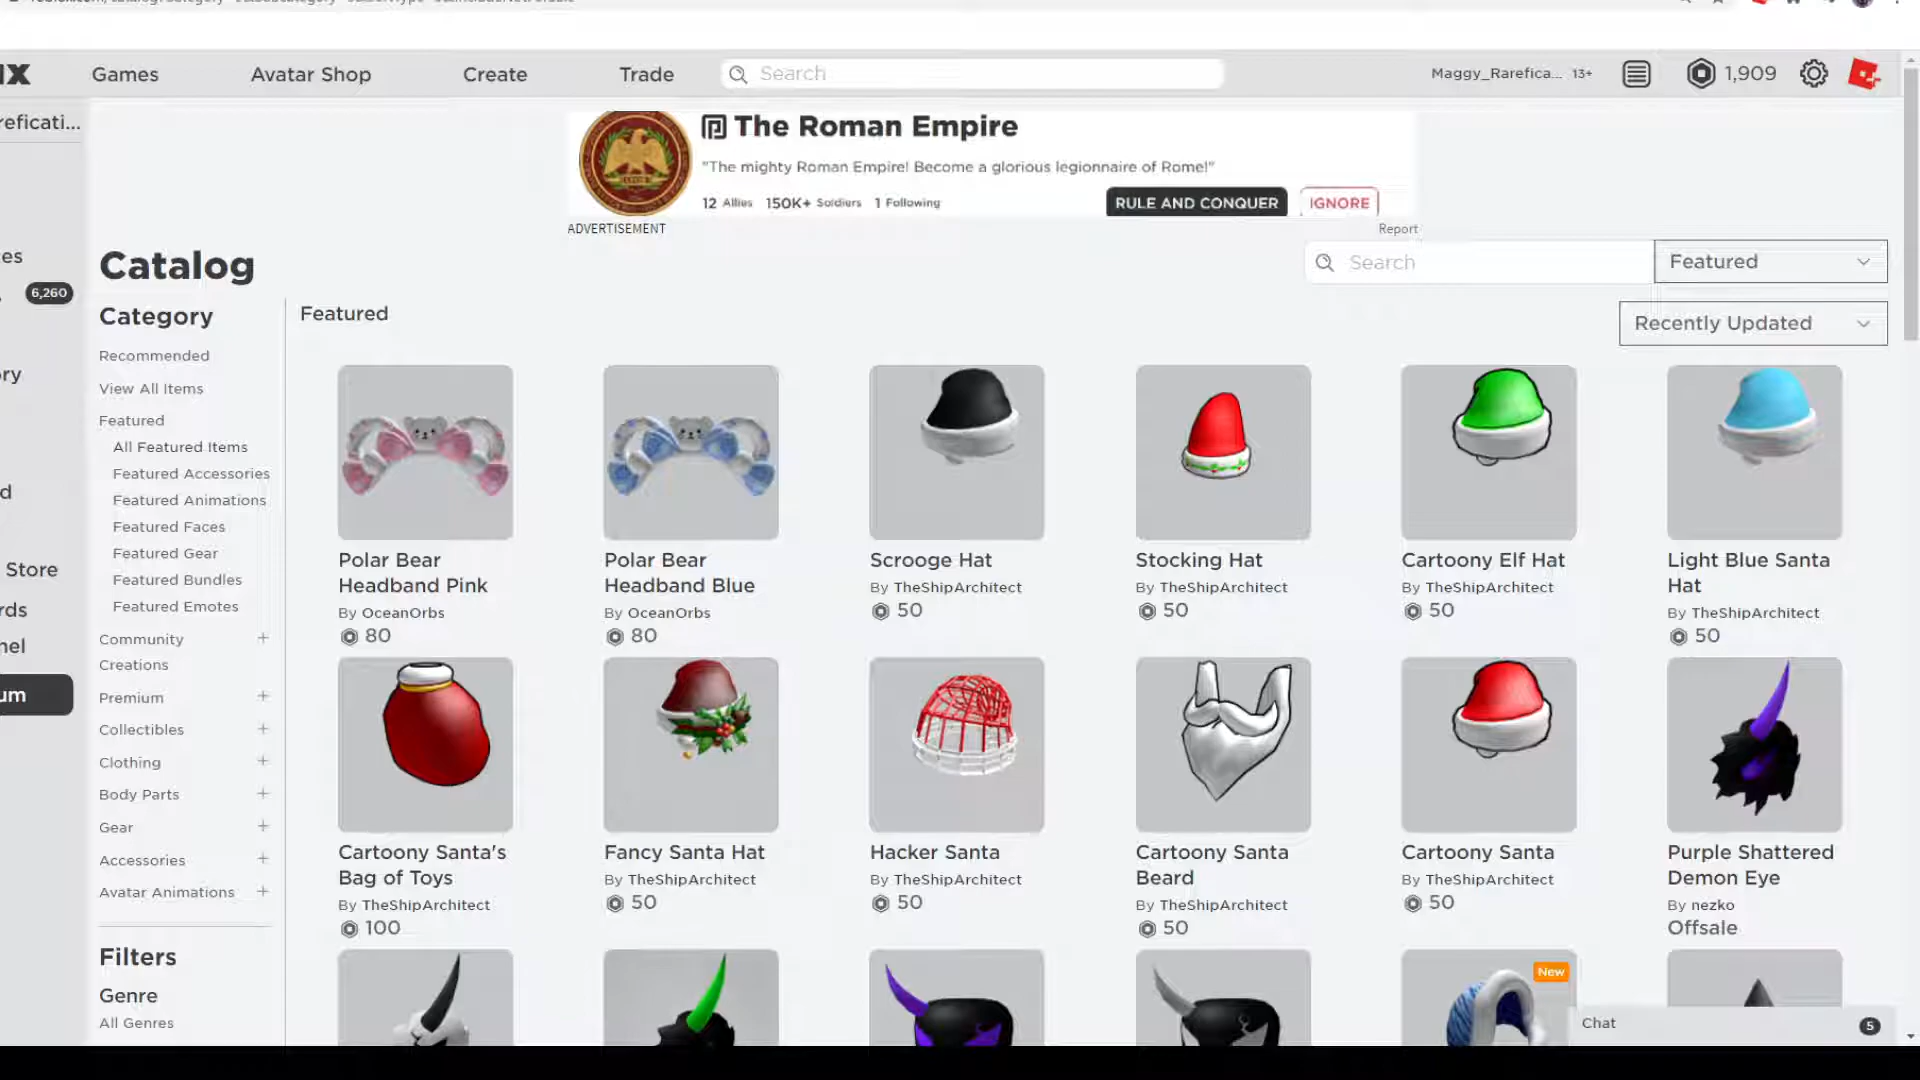 Games
Avatar Shop
Create
Trade
Search
Maggy_Rarefica... 13+
1,909
eficati...
The Roman Empire
"The mighty Roman Empire! Become a glorious legionnaire of Rome!"
12 Allies 150K+ Soldiers 1 Following
RULE AND CONQUER
IGNORE
ADVERTISEMENT
Report
Catalog
Search
Featured
es
6,260
Category
Featured
Recently Updated
Recommended
ory
View All Items
Featured
All Featured Items
Featured Accessories
d
Featured Animations
Featured Faces
Featured Gear
Store
Featured Bundles
rds
Featured Emotes
Community
Creations
nel
um
Premium
Collectibles
Clothing
Body Parts
Gear
Accessories
Avatar Animations
Filters
Genre
All Genres
Polar Bear
Headband Pink
By OceanOrbs
80
Polar Bear
Headband Blue
By OceanOrbs
80
Scrooge Hat
By TheShipArchitect
50
Stocking Hat
By TheShipArchitect
50
Cartoony Elf Hat
By TheShipArchitect
50
Light Blue Santa
Hat
By TheShipArchitect
50
Cartoony Santa's
Bag of Toys
By TheShipArchitect
100
Fancy Santa Hat
By TheShipArchitect
50
Hacker Santa
By TheShipArchitect
50
Cartoony Santa
Beard
By TheShipArchitect
50
Cartoony Santa
By TheShipArchitect
50
Purple Shattered
Demon Eye
By nezko
Offsale
New
Chat
5